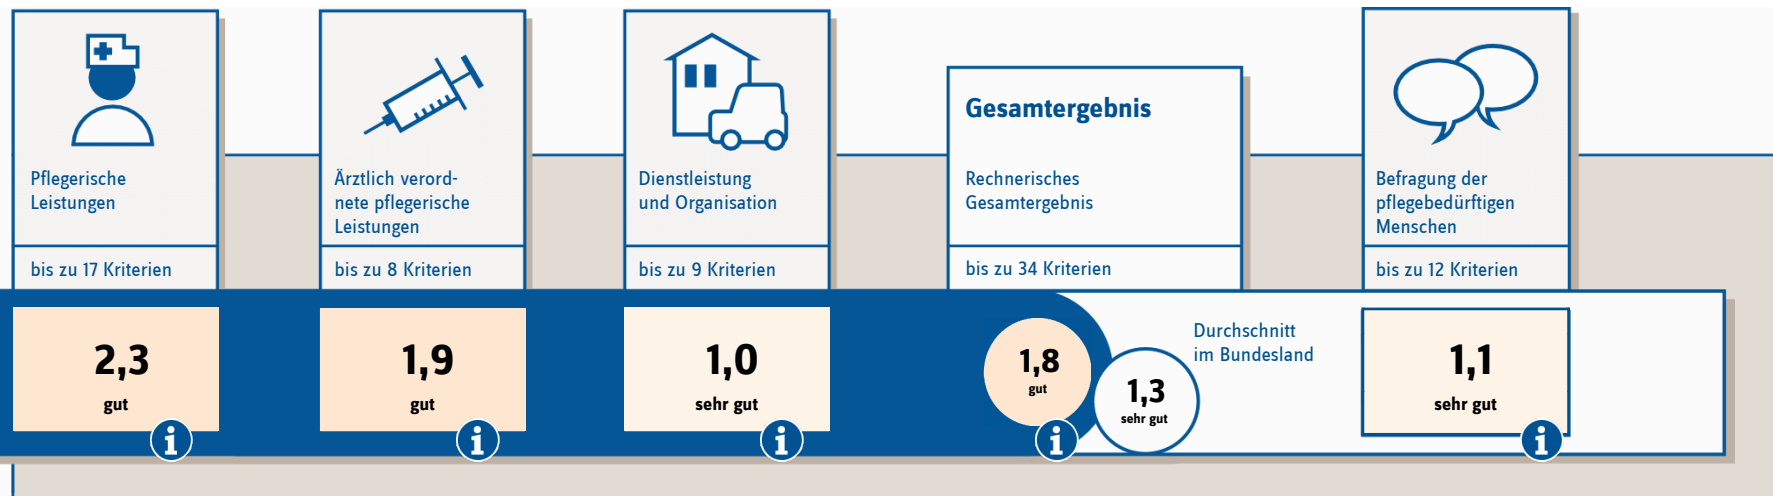 Pflegerische
Leistungen
bis zu 17 Kriterien
2,3
gut
i
Ärztlich verord-
nete pflegerische
Leistungen
bis zu 8 Kriterien
1,9
gut
i
Dienstleistung
und Organisation
bis zu 9 Kriterien
1,0
sehr gut
i
Gesamtergebnis
Rechnerisches
Gesamtergebnis
bis zu 34 Kriterien
1,8
gut
i
1,3
sehr gut
Durchschnitt
im Bundesland
Befragung der
pflegebedürftigen
Menschen
bis zu 12 Kriterien
1,1
sehr gut
i